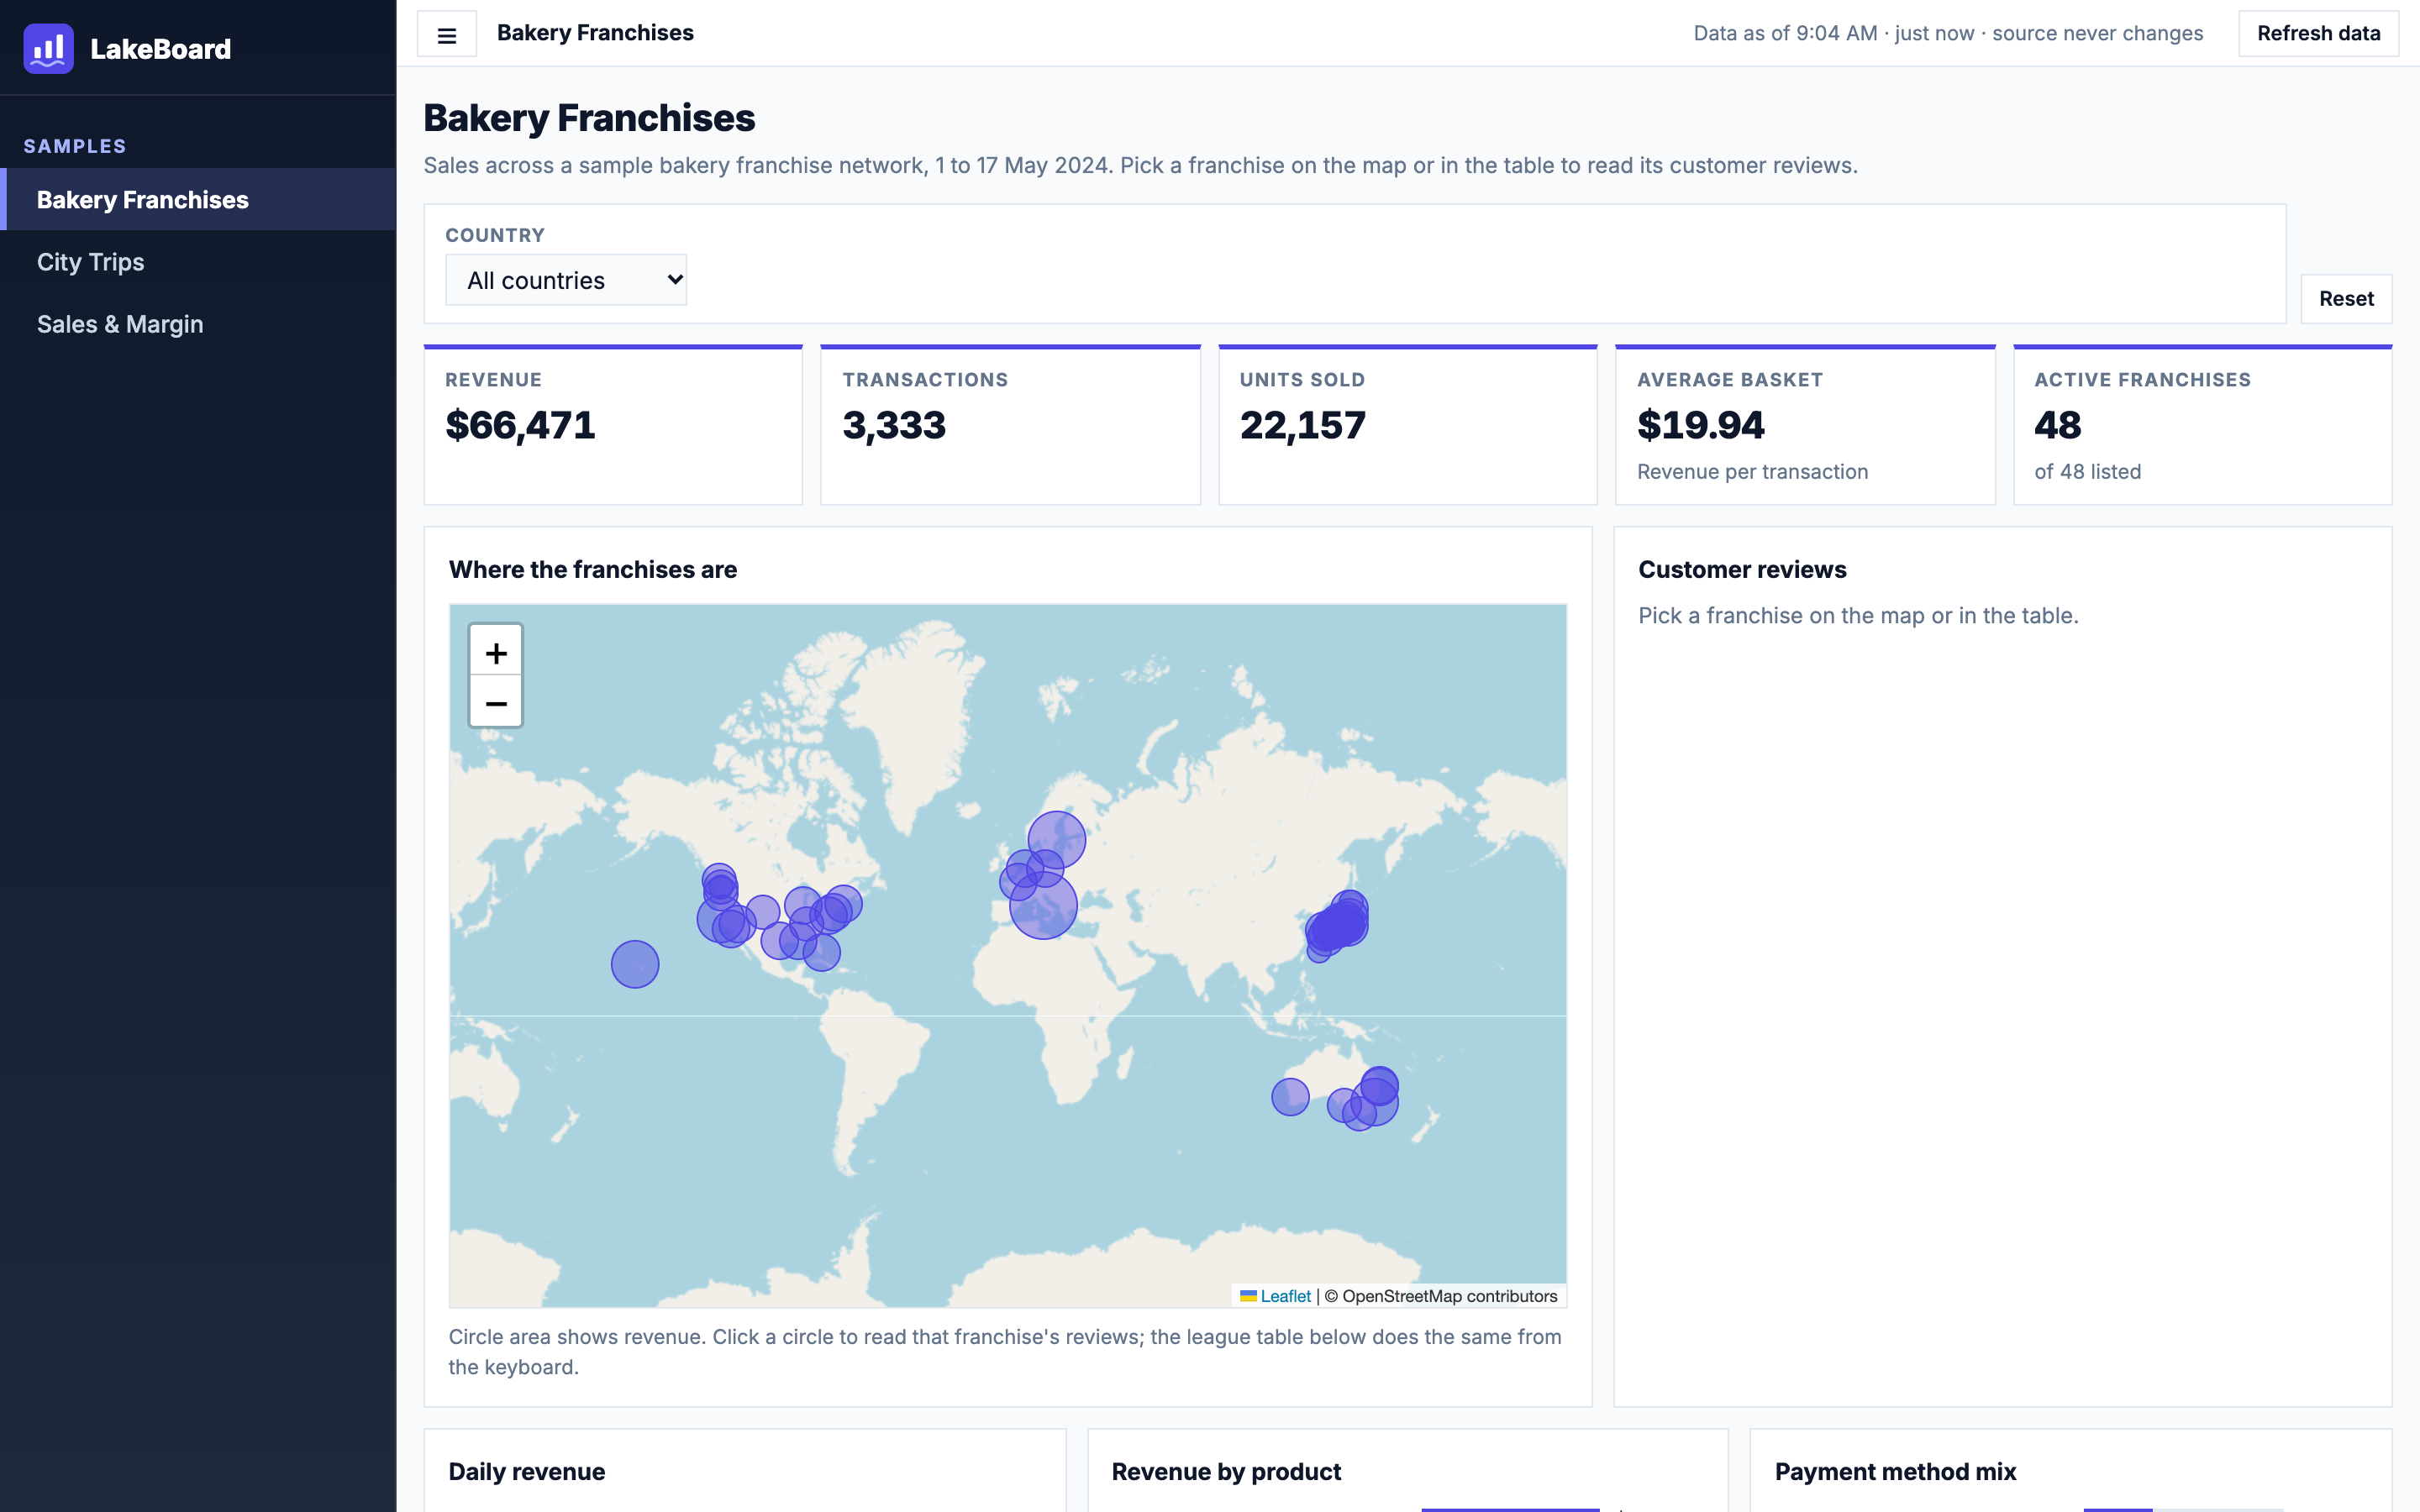 LakeBoard
SAMPLES
Bakery Franchises
City Trips
Sales & Margin
Bakery Franchises
Data as of 9:04 AM · just now · source never changes
Refresh data
Bakery Franchises
Sales across a sample bakery franchise network, 1 to 17 May 2024. Pick a franchise on the map or in the table to read its customer reviews.
COUNTRY
All countries
Reset
REVENUE
$66,471
TRANSACTIONS
3,333
UNITS SOLD
22,157
AVERAGE BASKET
$19.94
Revenue per transaction
ACTIVE FRANCHISES
48
of 48 listed
Where the franchises are
+
−
Leaflet | © OpenStreetMap contributors
Circle area shows revenue. Click a circle to read that franchise's reviews; the league table below does the same from
the keyboard.
Customer reviews
Pick a franchise on the map or in the table.
Daily revenue
Revenue by product
Payment method mix